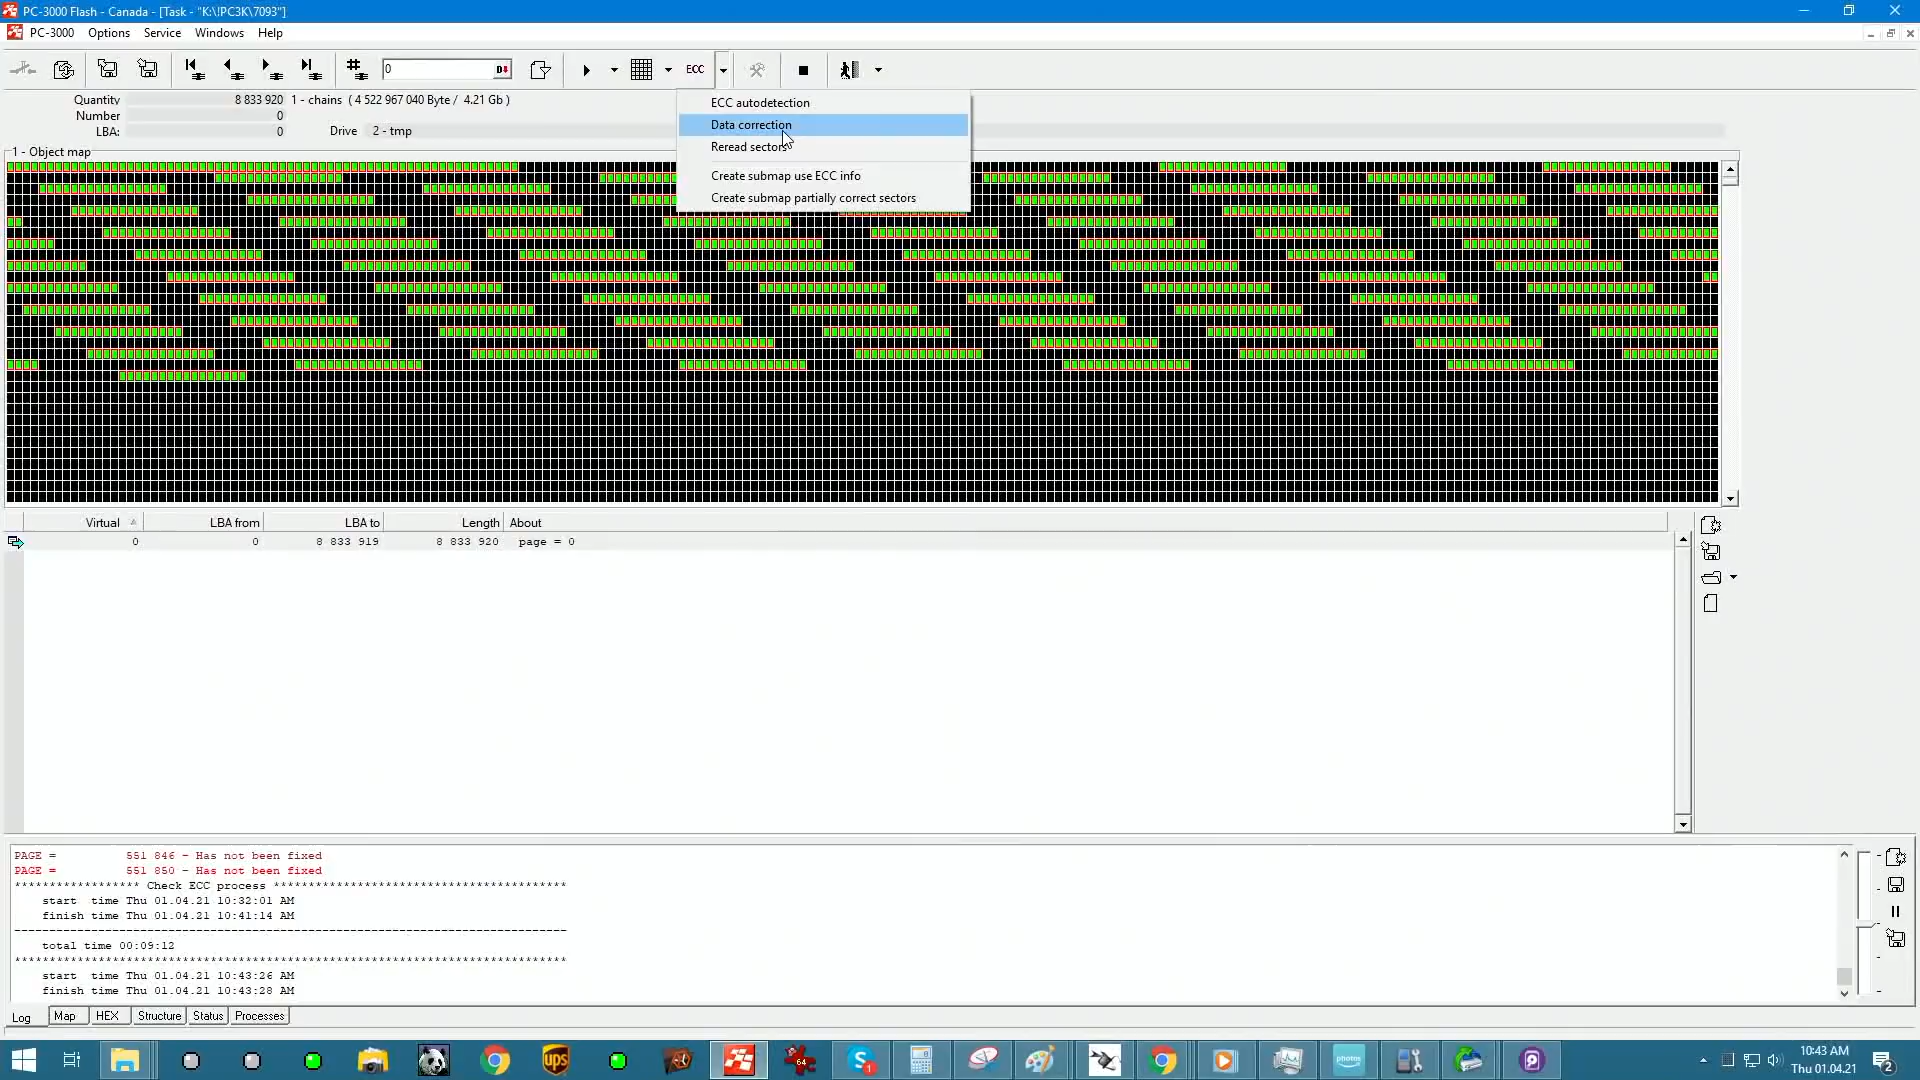 PC-3000 Flash - Canada - [Task - "K:\!PC3K\7093"]
PC-3000 Options Service Windows Help
0 ECC
Quantity 8 833 920 1 - chains ( 4 522 967 040 Byte / 4.21 Gb )
Number 0
LBA: 0 Drive 2 - tmp
ECC autodetection
Data correction
Reread sectors
Create submap use ECC info
Create submap partially correct sectors
1 - Object map
Virtual LBA from LBA to Length About
0 0 8 833 919 8 833 920 page = 0
PAGE = 551 846 - Has not been fixed
PAGE = 551 850 - Has not been fixed
****************** Check ECC process ******************************************
start time Thu 01.04.21 10:32:01 AM
finish time Thu 01.04.21 10:41:14 AM
-------------------------------------------------------------------------------
total time 00:09:12
*******************************************************************************
start time Thu 01.04.21 10:43:26 AM
finish time Thu 01.04.21 10:43:28 AM
Log Map HEX Structure Status Processes
ups 64 1 photos
10:43 AM
Thu 01.04.21
2